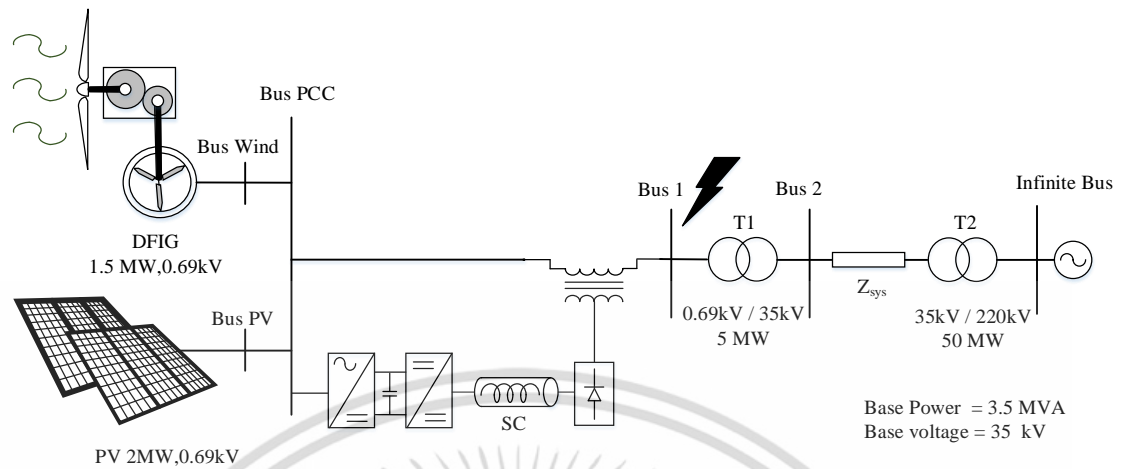 Bus PCC
Bus Wind
DFIG
1.5 MW,0.69kV
Bus PV
PV 2MW,0.69kV
SC
Bus 1
T1
0.69kV / 35kV
5 MW
Bus 2
Zsys
T2
35kV / 220kV
50 MW
Infinite Bus
Base Power = 3.5 MVA
Base voltage = 35 kV